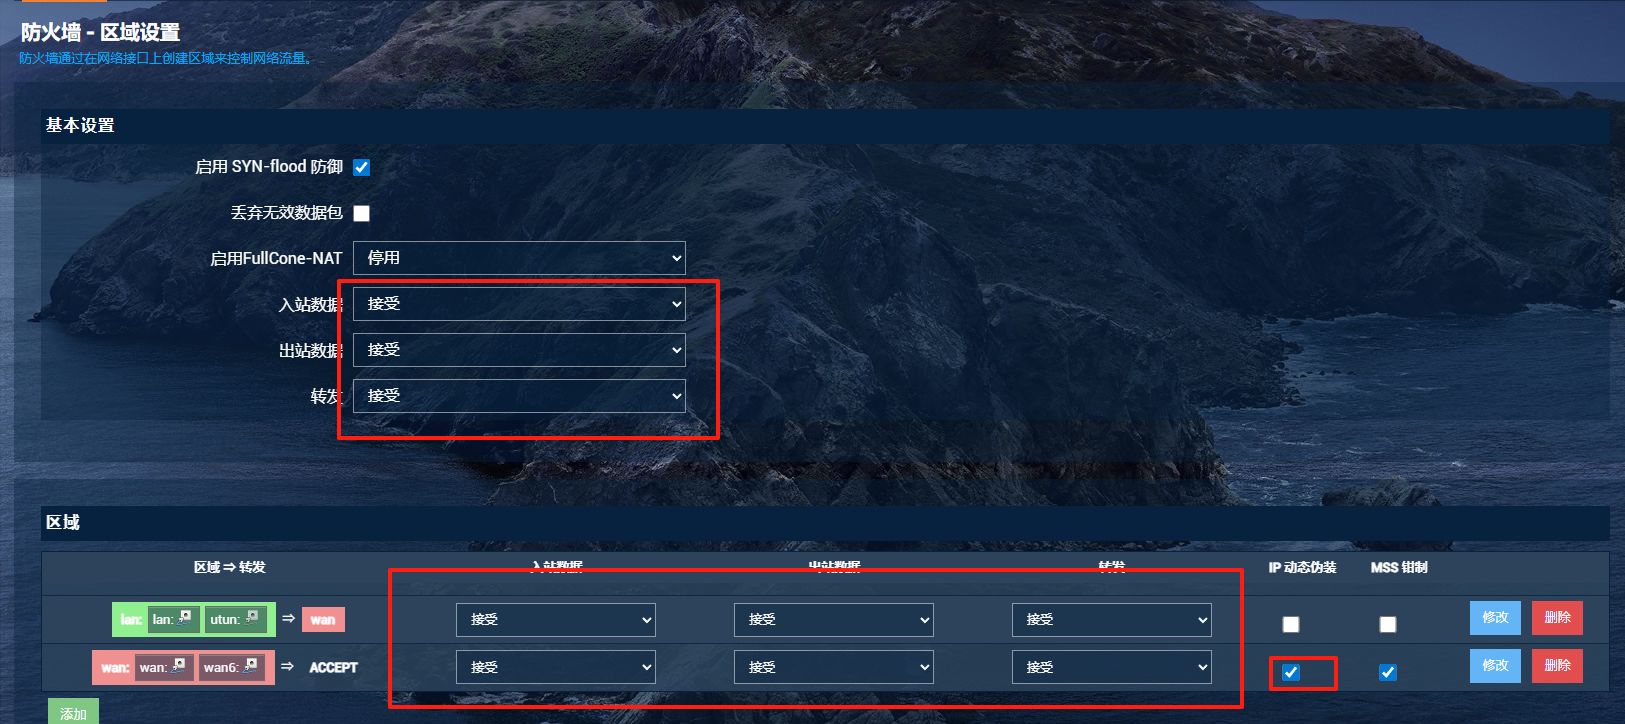 防火墙 - 区域设置
防火墙通过在网络接口上创建区域来控制网络流量。
基本设置
启用 SYN-flood 防御
丢弃无效数据包
启用FullCone-NAT 停用
入站数据 接受
出站数据 接受
转发 接受
区域
区域 ⇒ 转发 入站数据 出站数据 转发 IP 动态伪装 MSS 钳制
lan: lan: utun: ⇒ wan 接受 接受 接受 修改 删除
wan: wan: wan6: ⇒ ACCEPT 接受 接受 接受 修改 删除
添加